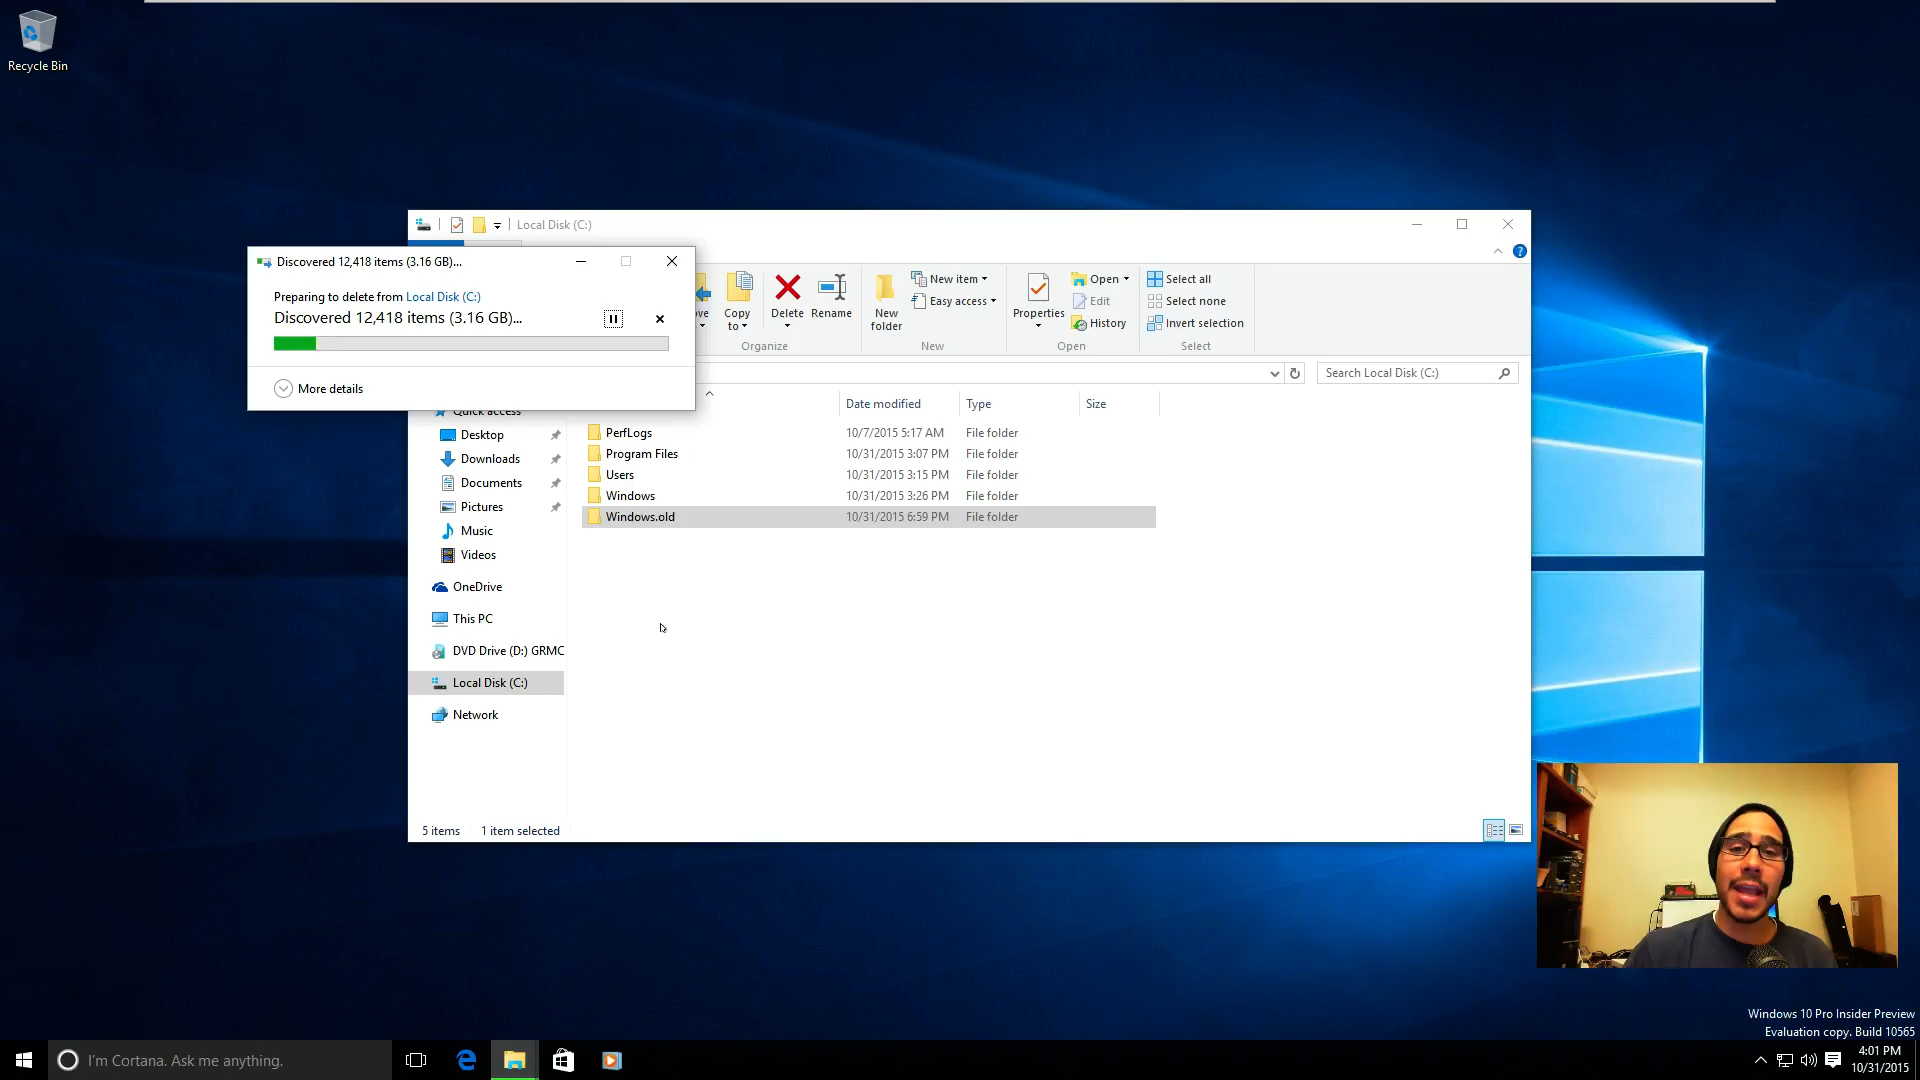 Recycle Bin
Local Disk (C:)
Discovered 12,418 items (3.16 GB)...
Preparing to delete from Local Disk (C:)
Discovered 12,418 items (3.16 GB)...
More details
Copy to
Delete
Rename
Organize
New folder
New item
Easy access
New
Properties
Open
Edit
History
Open
Select all
Select none
Invert selection
Select
Search Local Disk (C:)
Date modified Type Size
Quick access
Desktop
Downloads
Documents
Pictures
Music
Videos
OneDrive
This PC
DVD Drive (D:) GRMC
Local Disk (C:)
Network
PerfLogs 10/7/2015 5:17 AM File folder
Program Files 10/31/2015 3:07 PM File folder
Users 10/31/2015 3:15 PM File folder
Windows 10/31/2015 3:26 PM File folder
Windows.old 10/31/2015 6:59 PM File folder
5 items 1 item selected
Windows 10 Pro Insider Preview
Evaluation copy. Build 10565
I'm Cortana. Ask me anything.
4:01 PM
10/31/2015